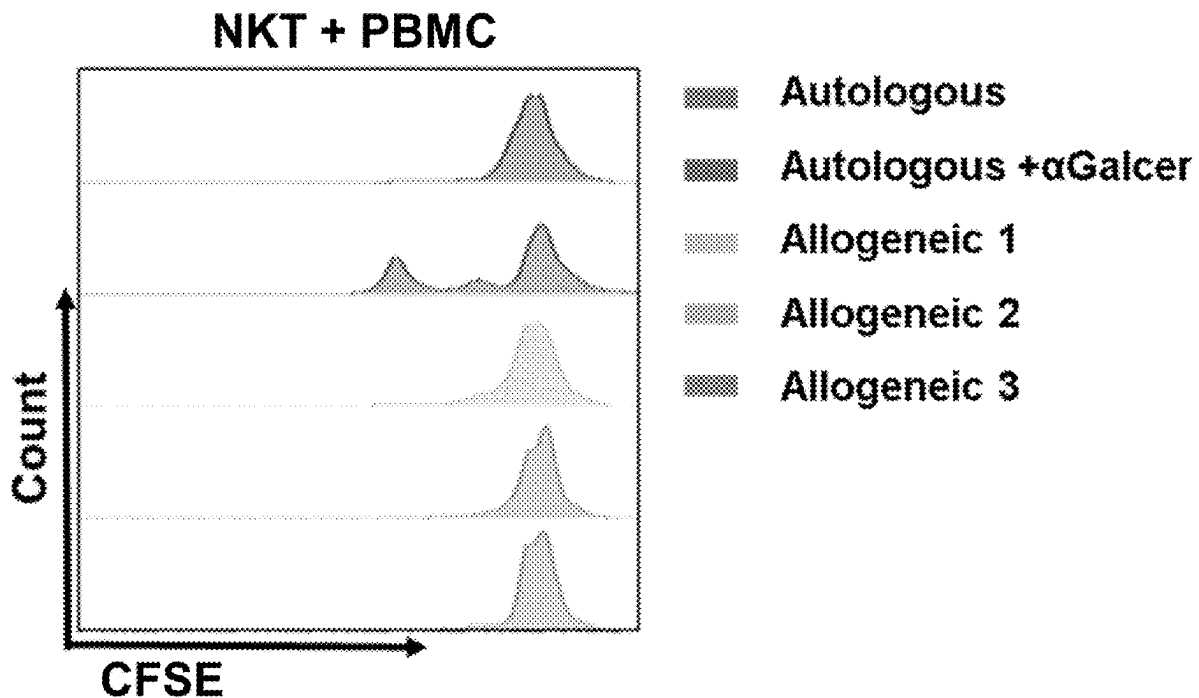 NKT + PBMC
Autologous
Autologous +αGalcer
Allogeneic 1
Allogeneic 2
Allogeneic 3
Count
CFSE